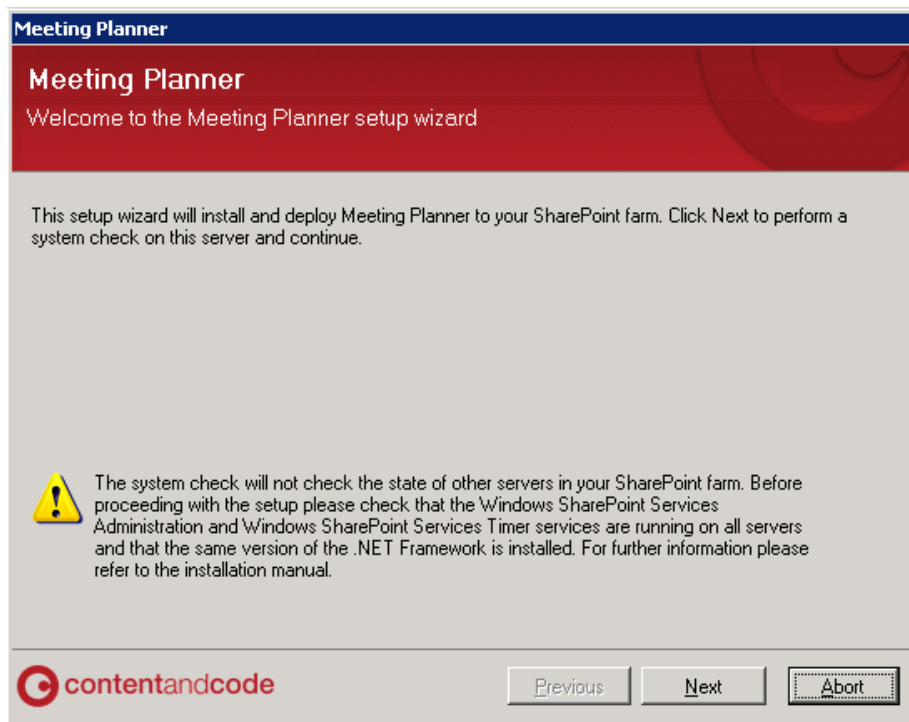 Meeting Planner
Meeting Planner
Welcome to the Meeting Planner setup wizard
This setup wizard will install and deploy Meeting Planner to your SharePoint farm. Click Next to perform a
system check on this server and continue.
The system check will not check the state of other servers in your SharePoint farm. Before
proceeding with the setup please check that the Windows SharePoint Services
Administration and Windows SharePoint Services Timer services are running on all servers
and that the same version of the .NET Framework is installed. For further information please
refer to the installation manual.
contentandcode
Previous
Next
Abort